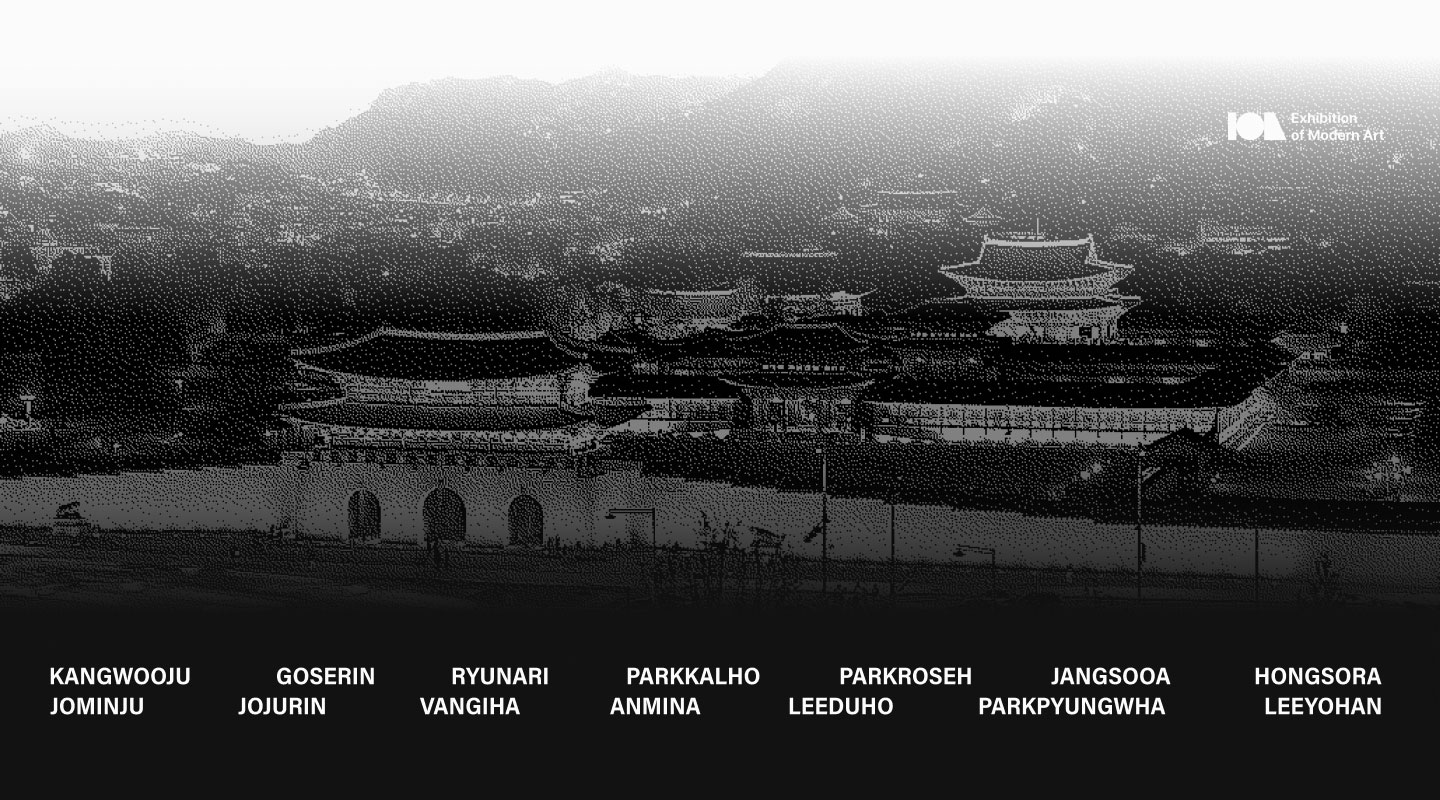 IOA Exhibition
of Modern Art
KANGWOOJU GOSERIN RYUNARI PARKKALHO PARKROSEH JANGSOOA HONGSORA
JOMINJU JOJURIN VANGIHA ANMINA LEEDUHO PARKPYUNGWHA LEEYOHAN